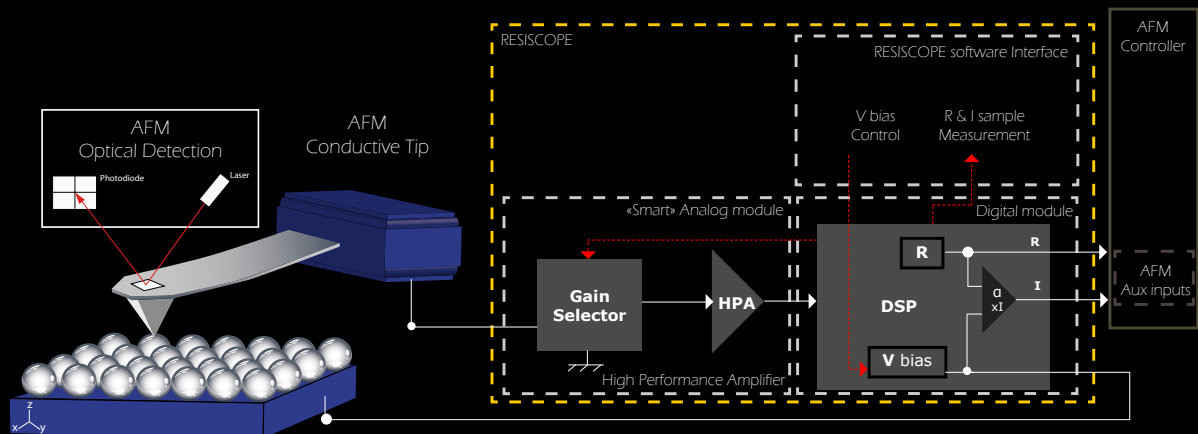 RESISCOPE
AFM
Controller
RESISCOPE software Interface
AFM
Optical Detection
Photodiode
Laser
AFM
Conductive Tip
V bias
Control
R & I sample
Measurement
«Smart» Analog module
Digital module
Gain
Selector
HPA
DSP
R
R
I
α
xI
V bias
AFM
Aux inputs
High Performance Amplifier
z
x
y